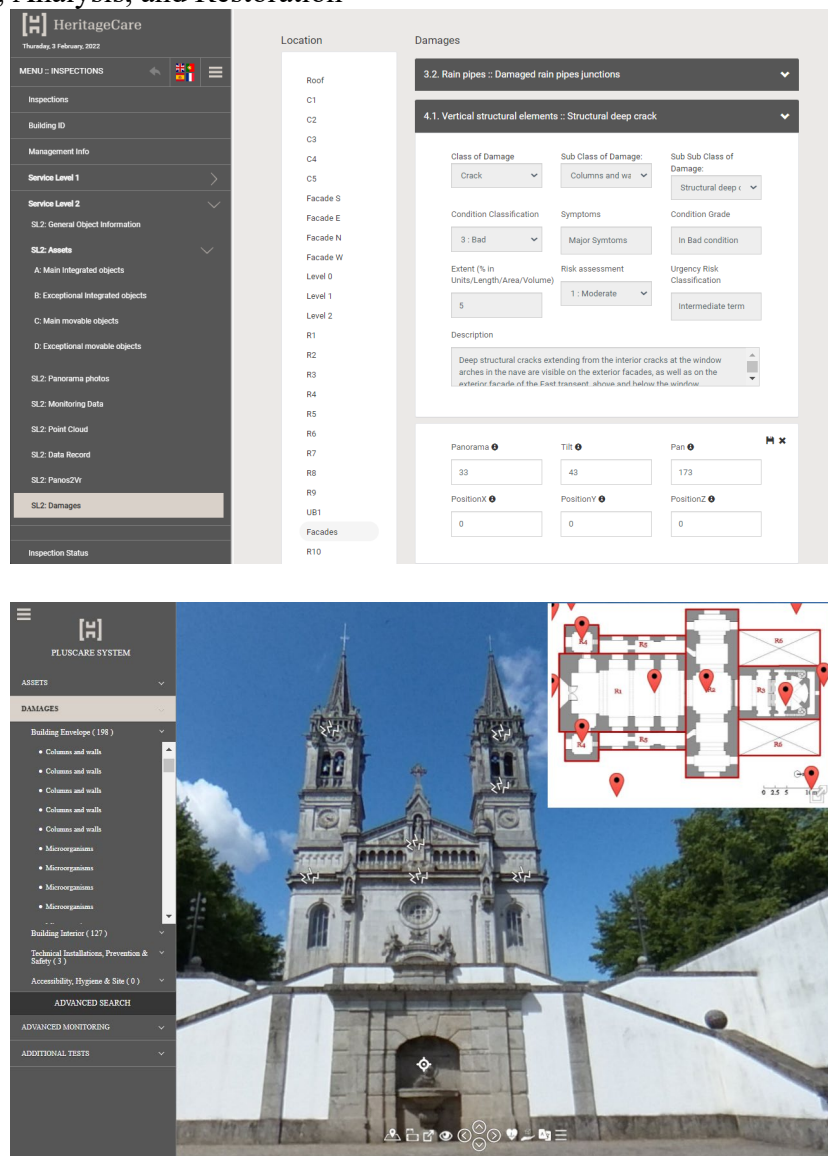 , Analysis, and Restoration
HeritageCare
Thursday, 3 February, 2022
MENU :: INSPECTIONS
Inspections
Building ID
Management Info
Service Level 1
Service Level 2
SL2: General Object Information
SL2: Assets
A: Main Integrated objects
B: Exceptional Integrated objects
C: Main movable objects
D: Exceptional movable objects
SL2: Panorama photos
SL2: Monitoring Data
SL2: Point Cloud
SL2: Data Record
SL2: Panos2Vr
SL2: Damages
Inspection Status
Location
Roof
C1
C2
C3
C4
C5
Facade S
Facade E
Facade N
Facade W
Level 0
Level 1
Level 2
R1
R2
R3
R4
R5
R6
R7
R8
R9
UB1
Facades
R10
Damages
3.2. Rain pipes :: Damaged rain pipes junctions
4.1. Vertical structural elements :: Structural deep crack
Class of Damage
Crack
Sub Class of Damage:
Columns and wa
Sub Sub Class of
Damage:
Structural deep c
Condition Classification
3 : Bad
Symptoms
Major Symtoms
Condition Grade
In Bad condition
Extent (% in
Units/Length/Area/Volume)
5
Risk assessment
1 : Moderate
Urgency Risk
Classification
Intermediate term
Description
Deep structural cracks extending from the interior cracks at the window
arches in the nave are visible on the exterior facades, as well as on the
exterior facade of the East transept, above and below the window
Panorama
33
Tilt
43
Pan
173
PositionX
0
PositionY
0
PositionZ
0
PLUSCARE SYSTEM
ASSETS
DAMAGES
Building Envelope ( 198 )
• Columns and walls
• Columns and walls
• Columns and walls
• Columns and walls
• Columns and walls
• Microorganisms
• Microorganisms
• Microorganisms
• Microorganisms
Building Interior ( 127 )
Technical Installations, Prevention &
Safety ( 3 )
Accessibility, Hygiene & Site ( 0 )
ADVANCED SEARCH
ADVANCED MONITORING
ADDITIONAL TESTS
R4
R5
R6
R1
R2
R3
R4
R5
R6
0 2.5 5 10 m